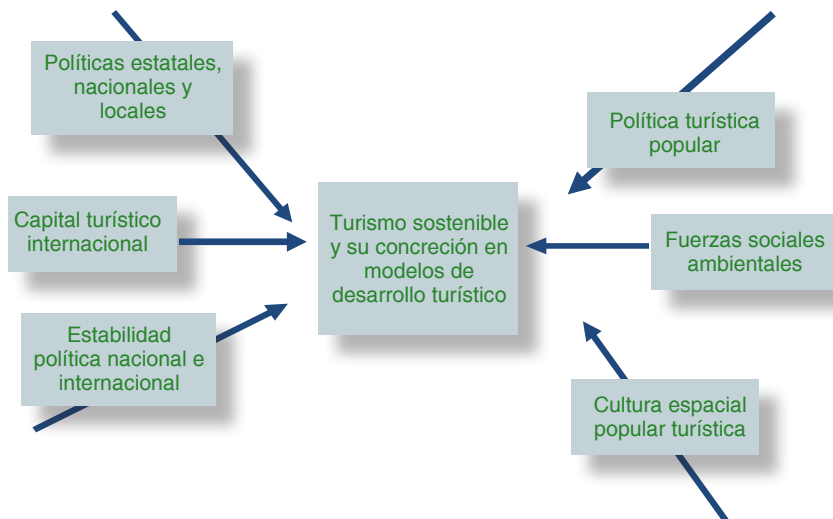 Políticas estatales,
nacionales y
locales
Capital turístico
internacional
Estabilidad
política nacional e
internacional
Turismo sostenible
y su concreción en
modelos de
desarrollo turístico
Política turística
popular
Fuerzas sociales
ambientales
Cultura espacial
popular turística